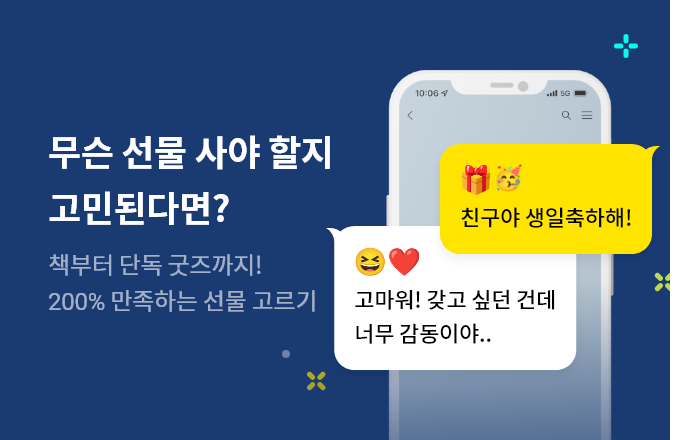 무슨 선물 사야 할지
고민된다면?
책부터 단독 굿즈까지!
200% 만족하는 선물 고르기
10:06
5G
🎁🥳
친구야 생일축하해!
😆❤️
고마워! 갖고 싶던 건데
너무 감동이야..